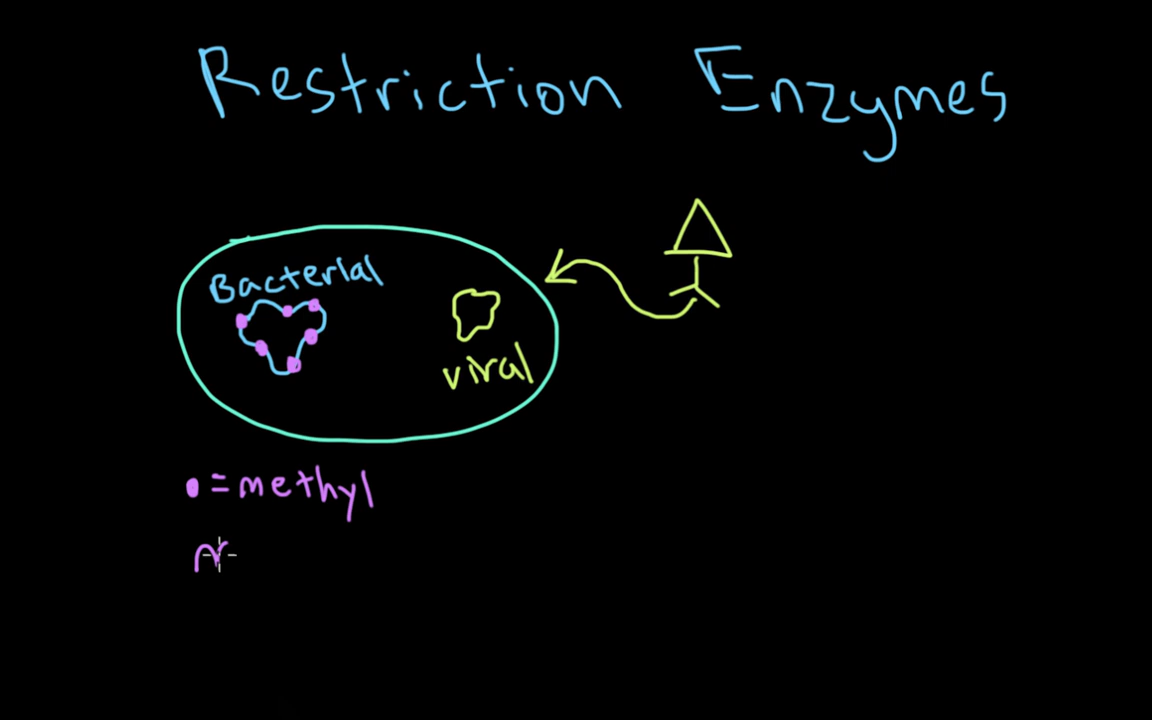 Restriction Enzymes
Bacterial
viral
= methyl